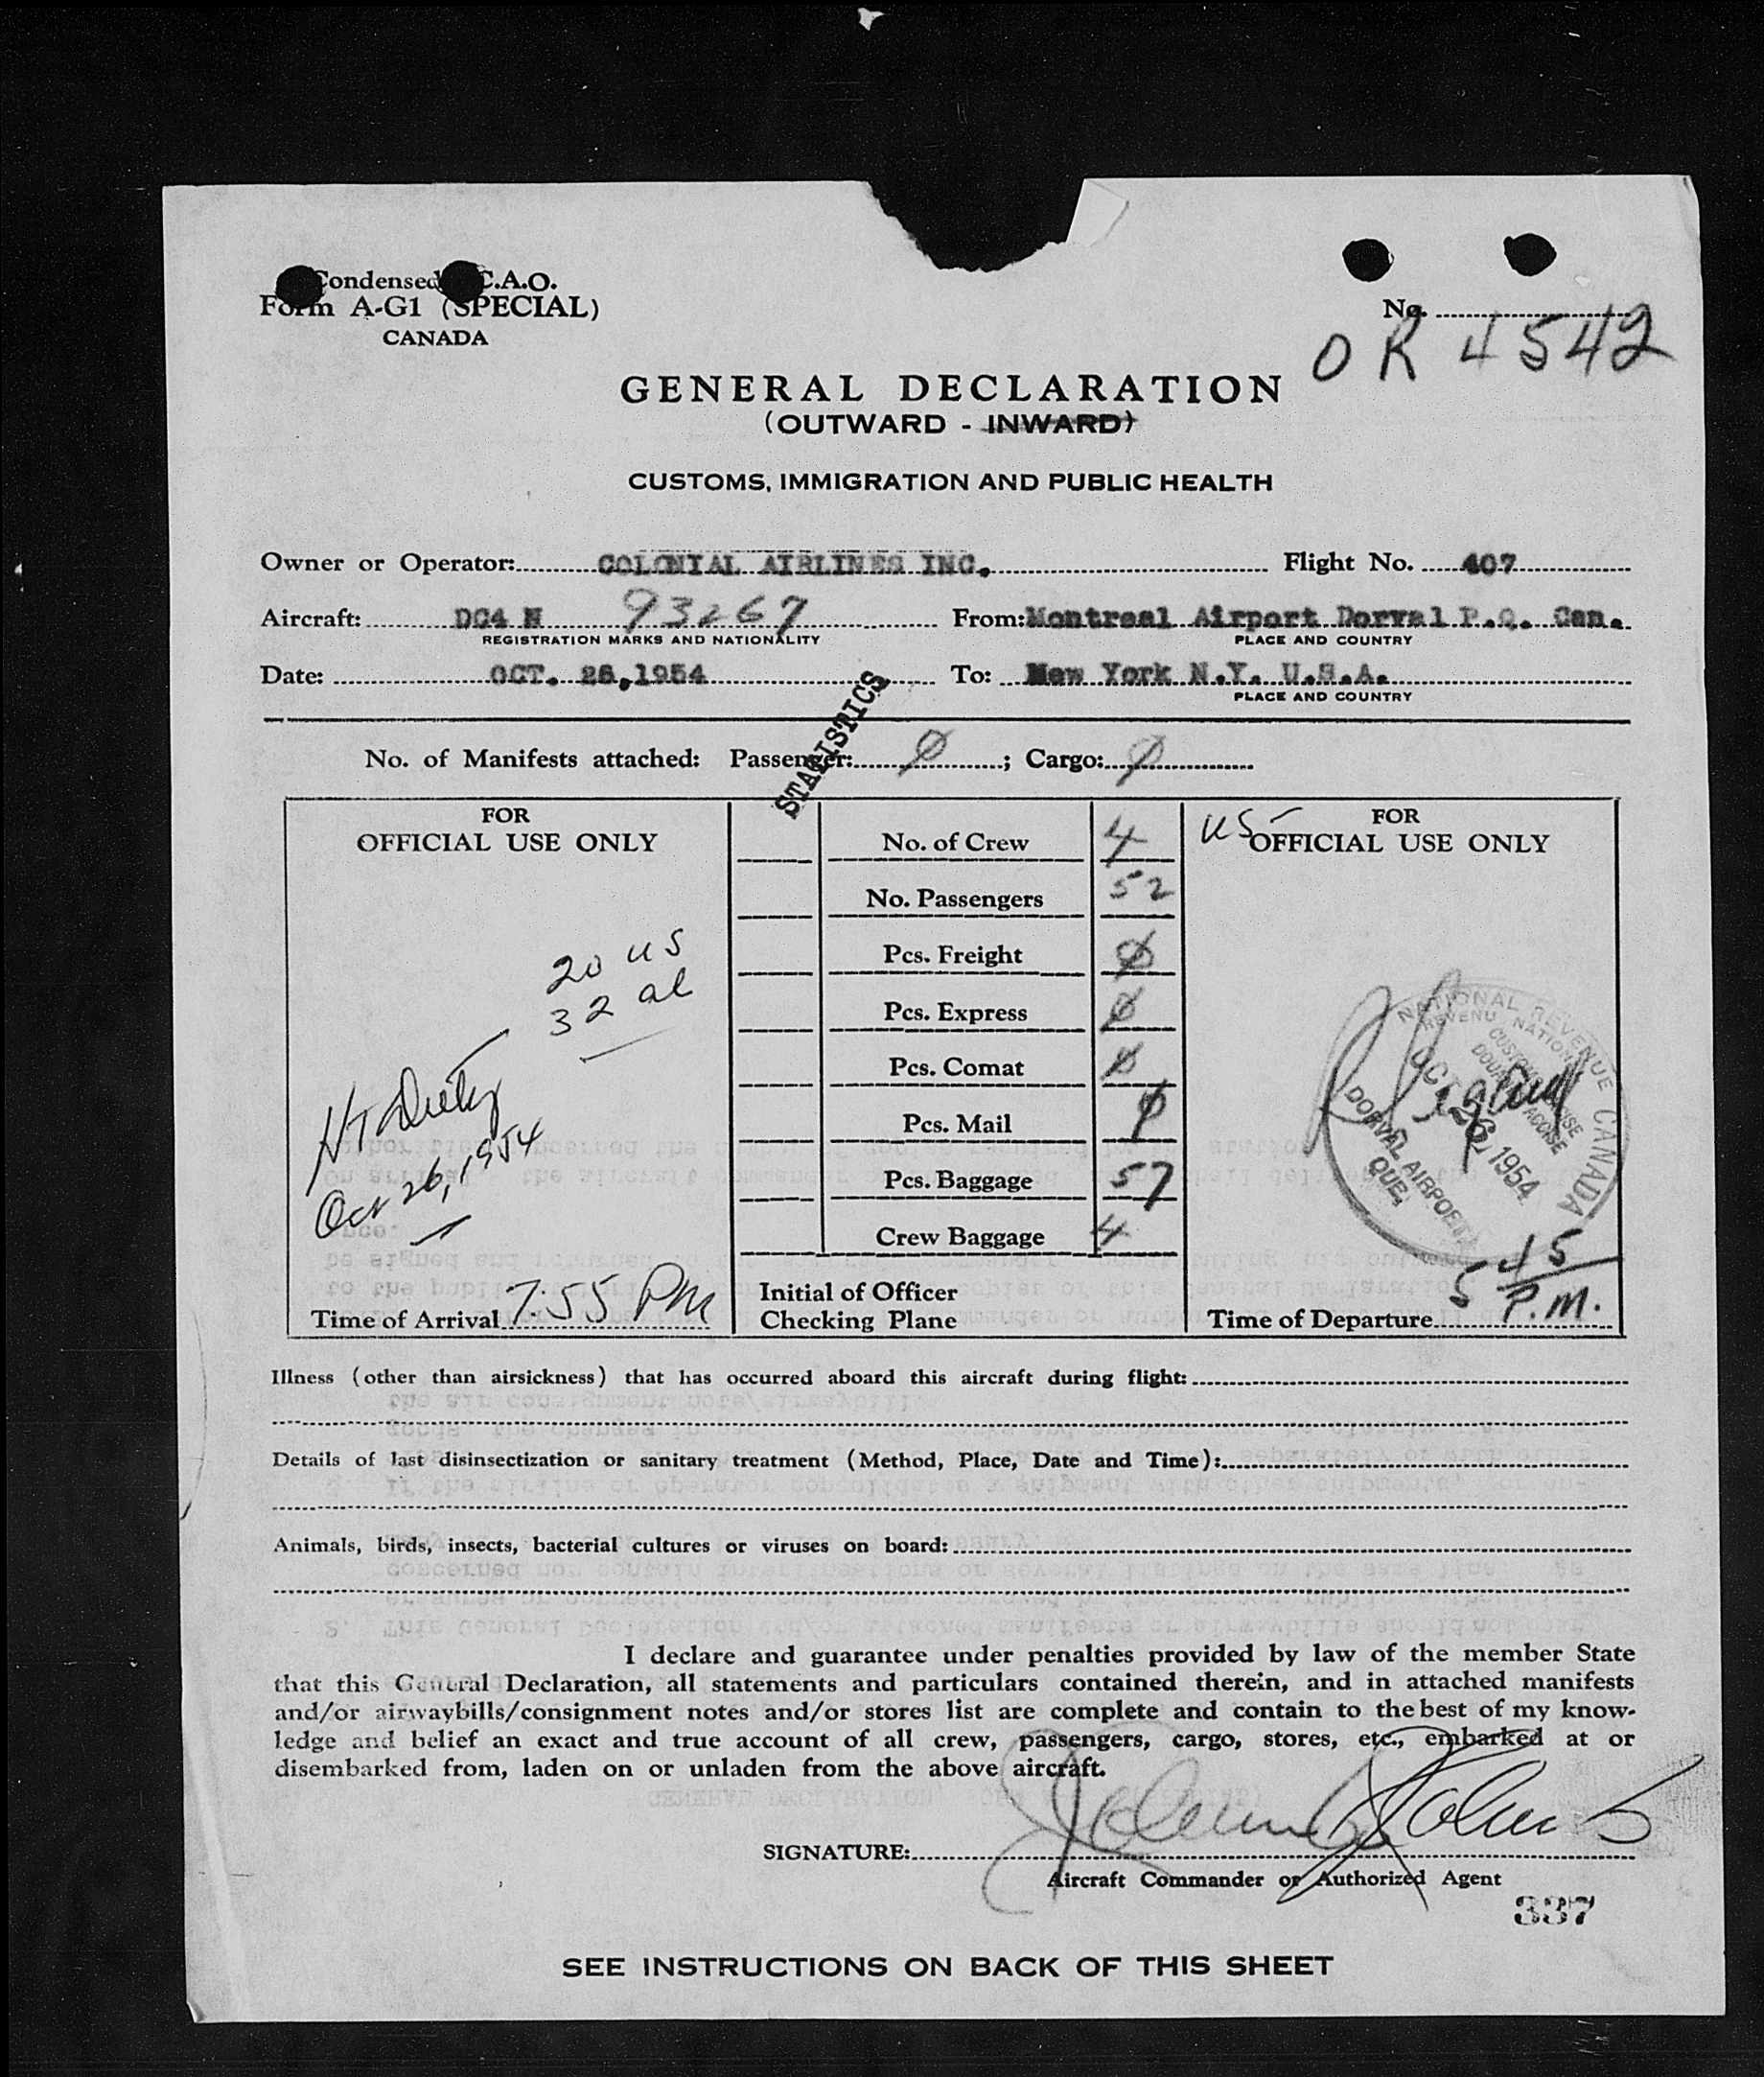 Condensed I.C.A.O.
Form A-G1 (SPECIAL)
CANADA
No.
OR 4542
GENERAL DECLARATION
(OUTWARD - INWARD)
CUSTOMS, IMMIGRATION AND PUBLIC HEALTH
Owner or Operator: COLONIAL AIRLINES INC. Flight No. 407
Aircraft: DC4 N 93267 From: Montreal Airport Dorval P.Q. Can.
REGISTRATION MARKS AND NATIONALITY PLACE AND COUNTRY
Date: OCT. 26, 1954 To: New York N.Y. U.S.A.
PLACE AND COUNTRY
STATISTICS
No. of Manifests attached: Passenger: Ø; Cargo: Ø
FOR
OFFICIAL USE ONLY
20 US
32 al
Oct 26, 1954
Time of Arrival 7:55 PM
No. of Crew 4
No. Passengers 52
Pcs. Freight Ø
Pcs. Express Ø
Pcs. Comat Ø
Pcs. Mail Ø
Pcs. Baggage 57
Crew Baggage 4
Initial of Officer
Checking Plane
US
FOR
OFFICIAL USE ONLY
NATIONAL REVENUE CANADA
REVENU NATIONAL
OCT 26 1954
DORVAL AIRPORT
QUE.
Time of Departure 5 45 P.M.
Illness (other than airsickness) that has occurred aboard this aircraft during flight:
Details of last disinsectization or sanitary treatment (Method, Place, Date and Time):
Animals, birds, insects, bacterial cultures or viruses on board:
I declare and guarantee under penalties provided by law of the member State
that this General Declaration, all statements and particulars contained therein, and in attached manifests
and/or airwaybills/consignment notes and/or stores list are complete and contain to the best of my know-
ledge and belief an exact and true account of all crew, passengers, cargo, stores, etc., embarked at or
disembarked from, laden on or unladen from the above aircraft.
SIGNATURE:
Aircraft Commander or Authorized Agent
337
SEE INSTRUCTIONS ON BACK OF THIS SHEET